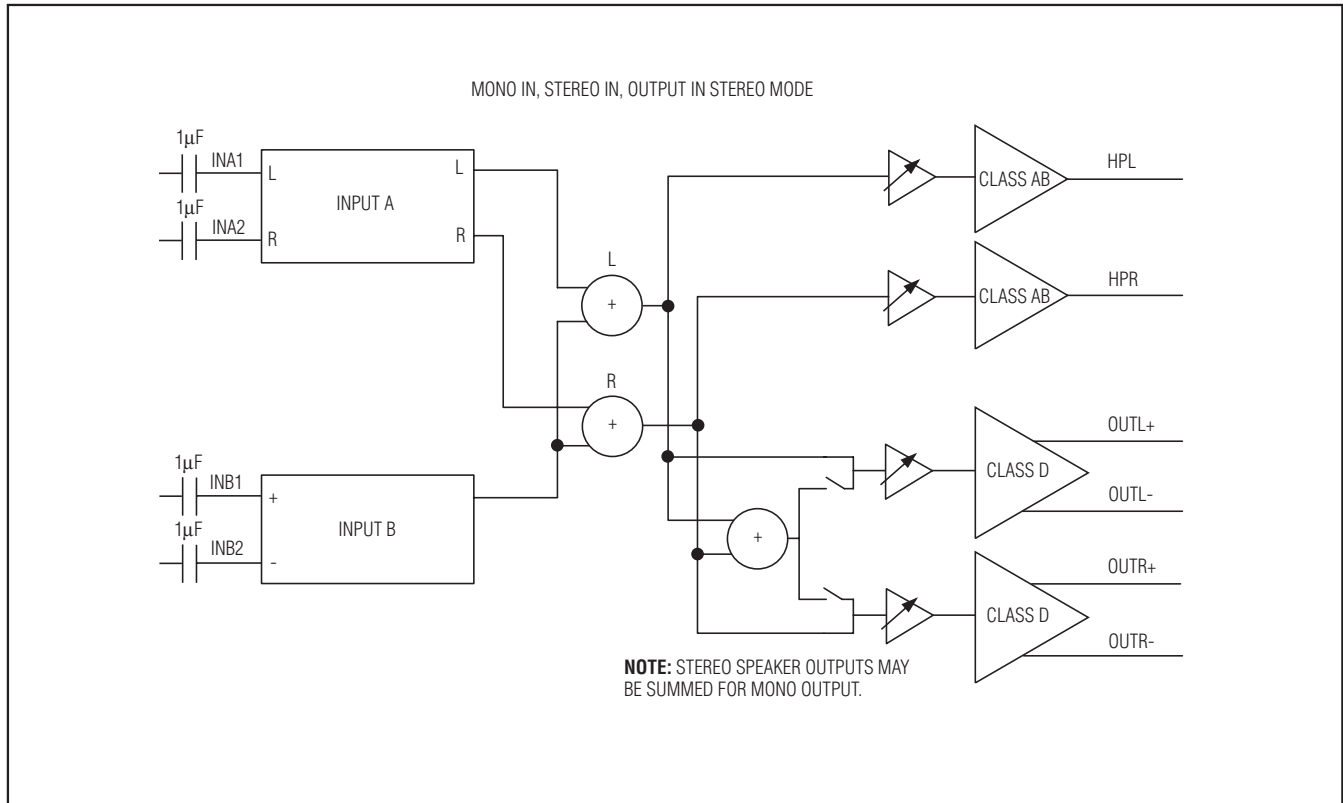 MONO IN, STEREO IN, OUTPUT IN STEREO MODE
1μF
INA1
L
L
INPUT A
1μF
INA2
R
R
L
+
R
+
1μF
INB1
+
INPUT B
1μF
INB2
-
+
CLASS AB
HPL
CLASS AB
HPR
CLASS D
OUTL+
OUTL-
CLASS D
OUTR+
OUTR-
NOTE: STEREO SPEAKER OUTPUTS MAY
BE SUMMED FOR MONO OUTPUT.